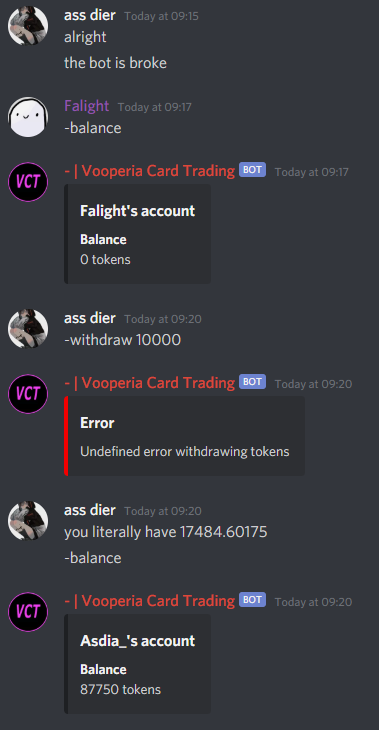 ass dier Today at 09:15
alright
the bot is broke
Falight Today at 09:17
-balance
VCT
- | Vooperia Card Trading BOT Today at 09:17
Falight's account
Balance
0 tokens
ass dier Today at 09:20
-withdraw 10000
VCT
- | Vooperia Card Trading BOT Today at 09:20
Error
Undefined error withdrawing tokens
ass dier Today at 09:20
you literally have 17484.60175
-balance
VCT
- | Vooperia Card Trading BOT Today at 09:20
Asdia_'s account
Balance
87750 tokens